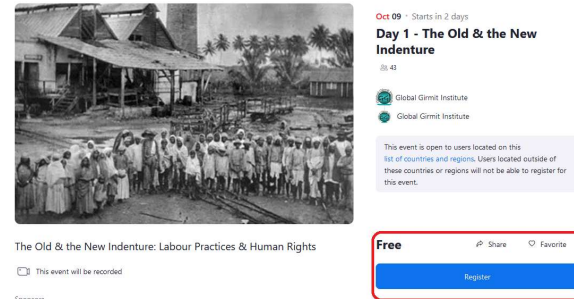 Oct 09 · Starts in 2 days
Day 1 - The Old & the New
Indenture
43
Global Girmit Institute
Global Girmit Institute
This event is open to users located on this
list of countries and regions. Users located outside of
these countries or regions will not be able to register for
this event.
The Old & the New Indenture: Labour Practices & Human Rights
This event will be recorded
Free
Share
Favorite
Register